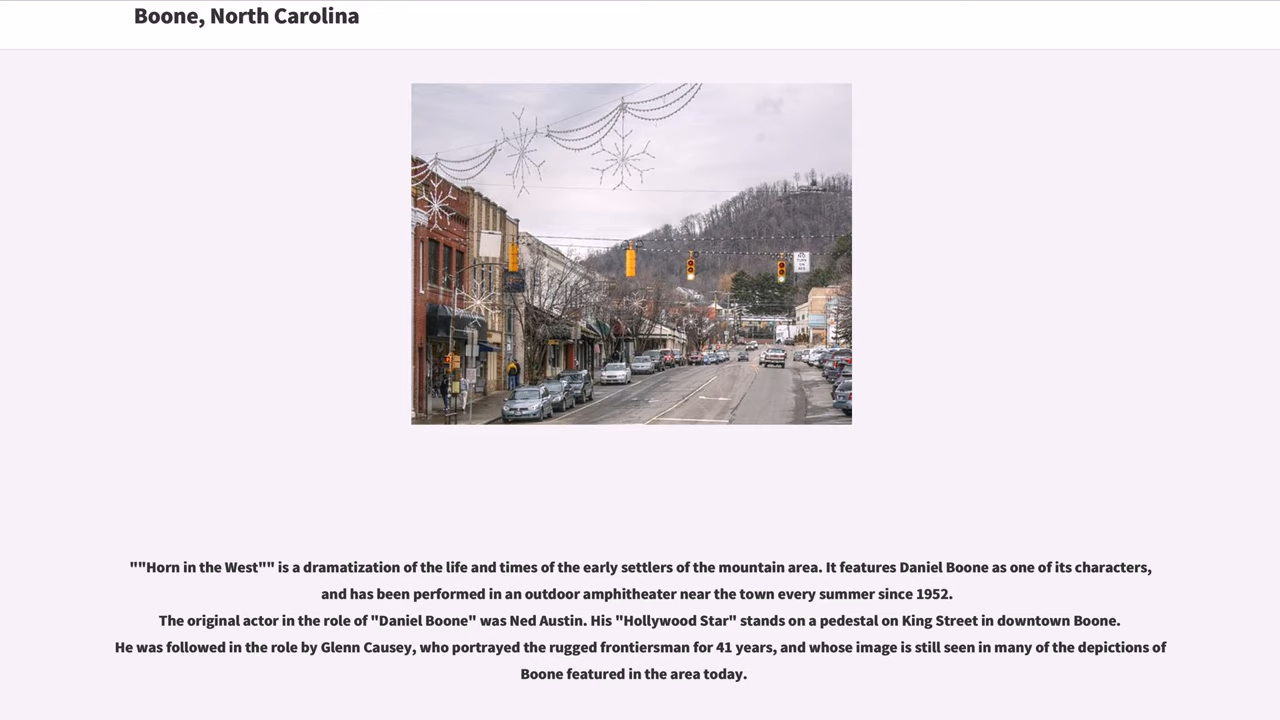 Boone, North Carolina
NO
TURN
ON
RED
""Horn in the West"" is a dramatization of the life and times of the early settlers of the mountain area. It features Daniel Boone as one of its characters,
and has been performed in an outdoor amphitheater near the town every summer since 1952.
The original actor in the role of "Daniel Boone" was Ned Austin. His "Hollywood Star" stands on a pedestal on King Street in downtown Boone.
He was followed in the role by Glenn Causey, who portrayed the rugged frontiersman for 41 years, and whose image is still seen in many of the depictions of
Boone featured in the area today.